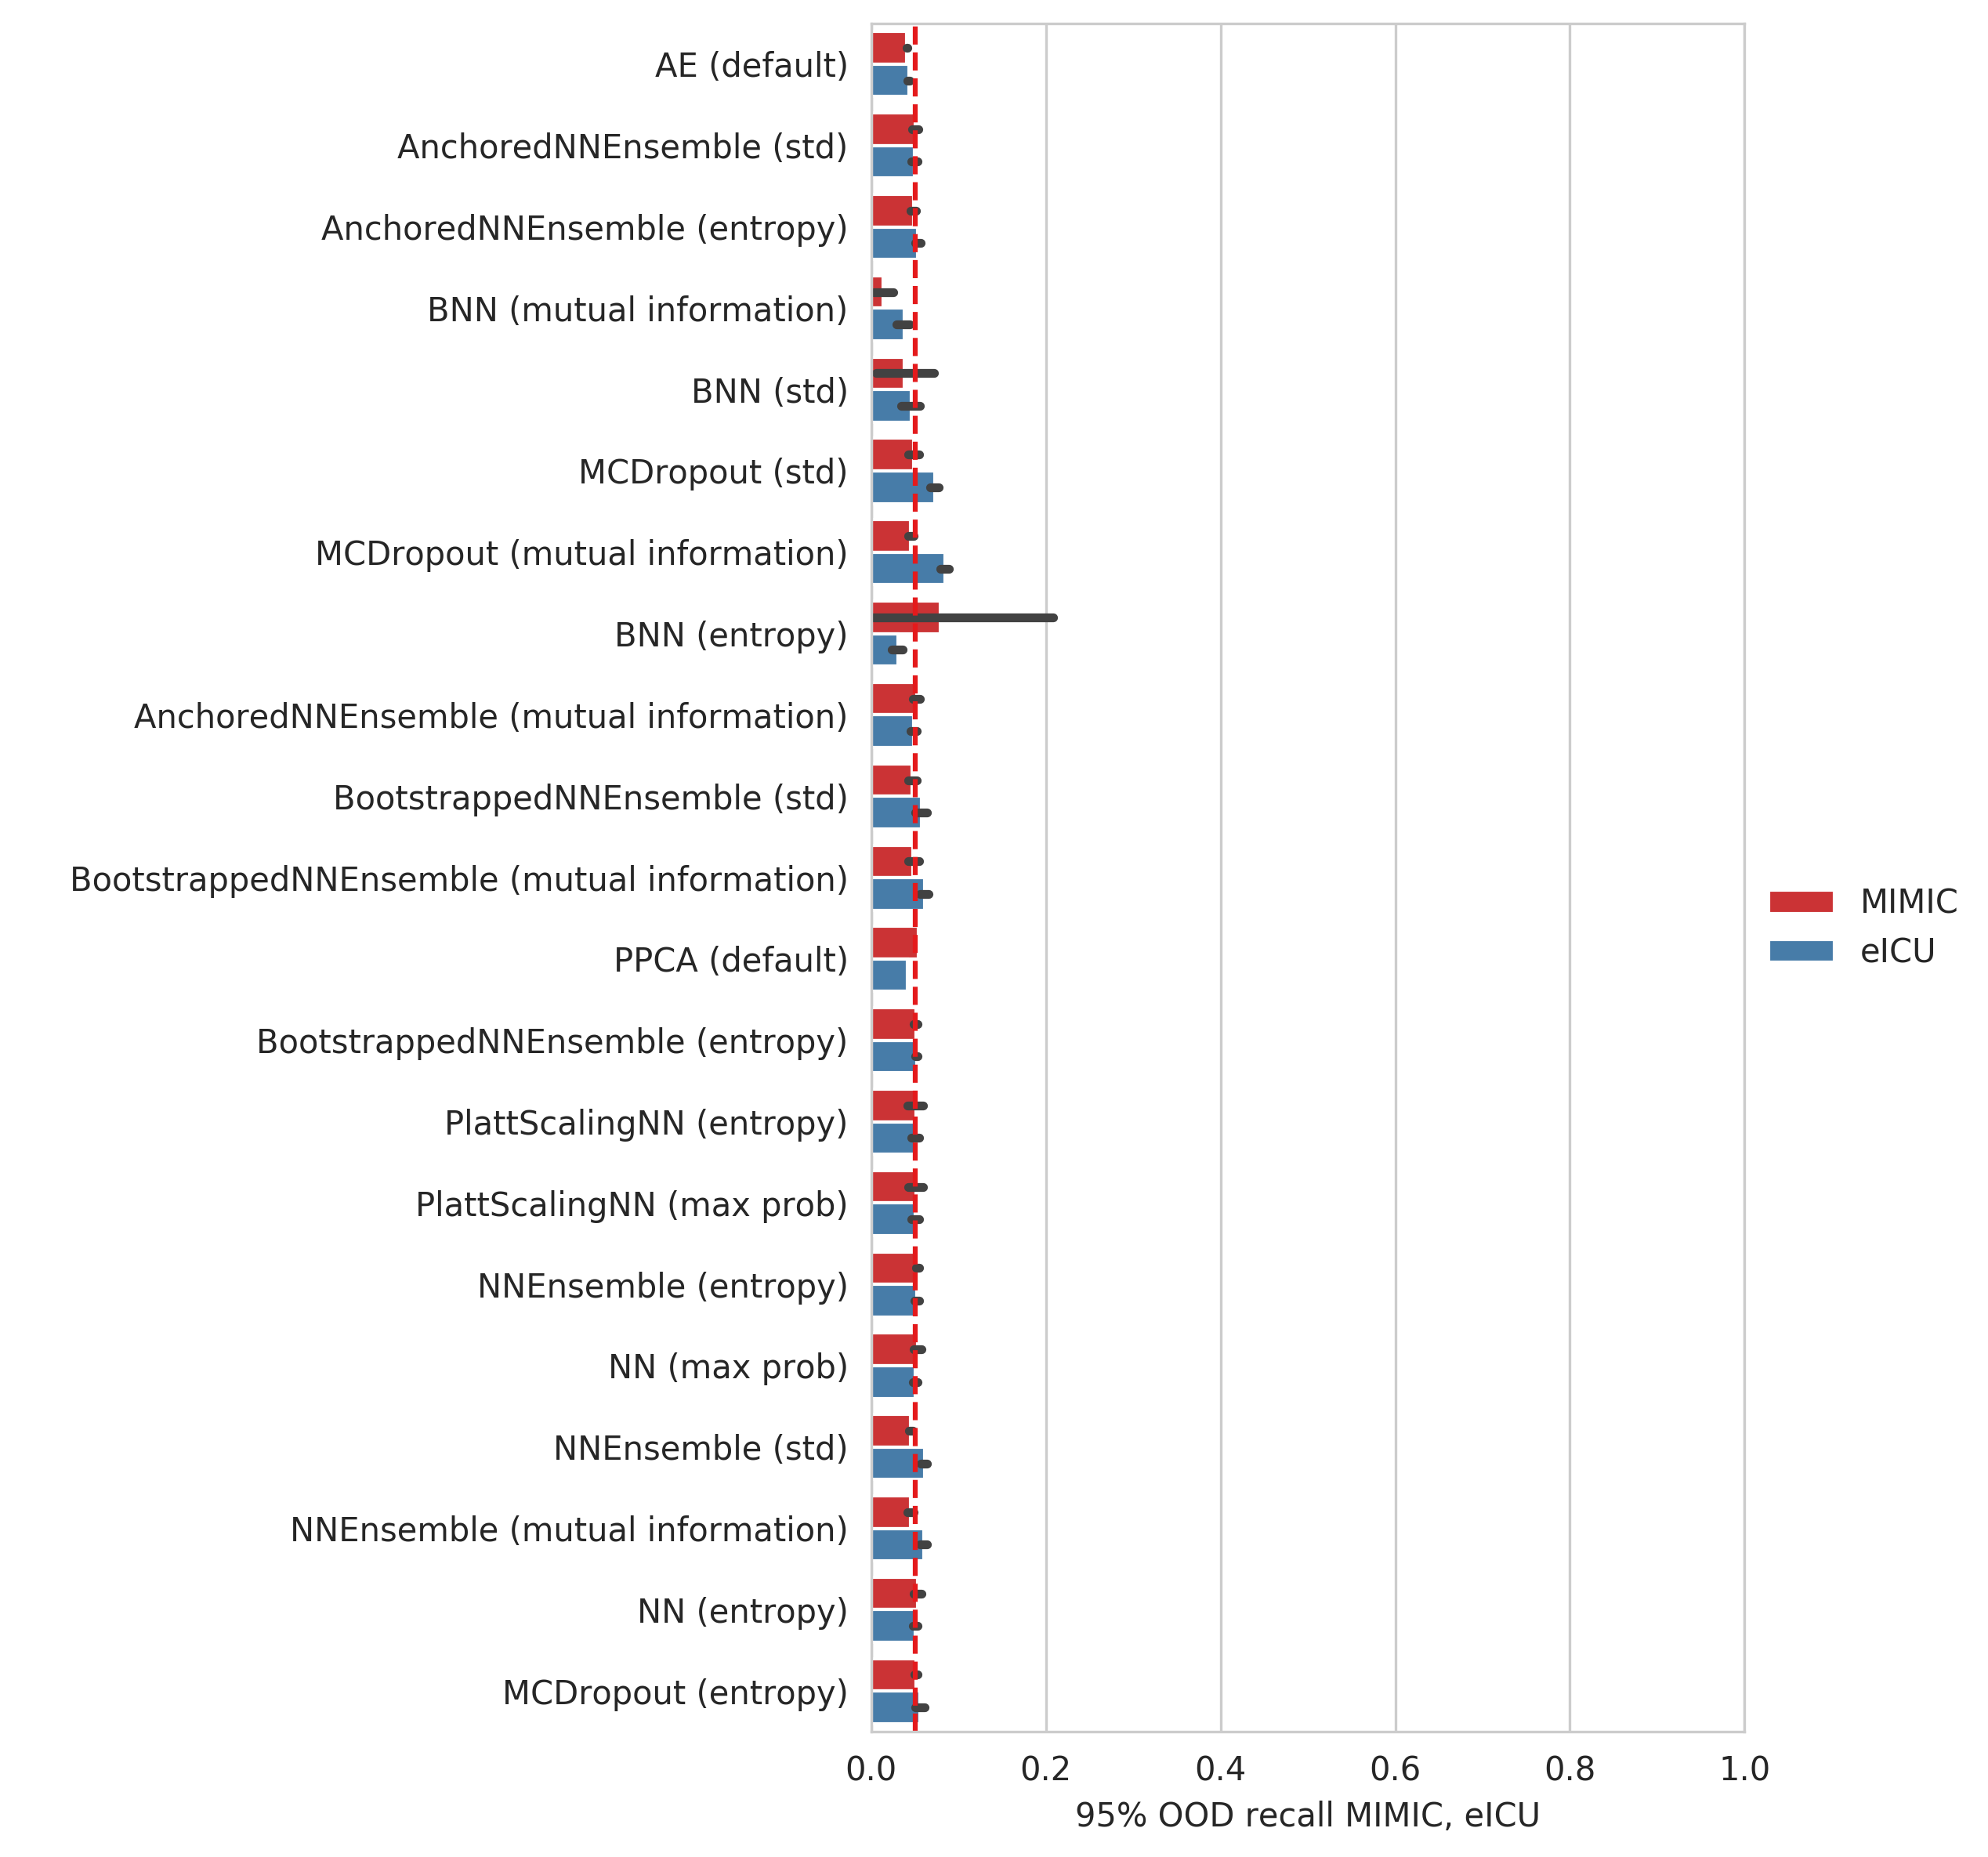 AE (default)
AnchoredNNEnsemble (std)
AnchoredNNEnsemble (entropy)
BNN (mutual information)
BNN (std)
MCDropout (std)
MCDropout (mutual information)
BNN (entropy)
AnchoredNNEnsemble (mutual information)
BootstrappedNNEnsemble (std)
BootstrappedNNEnsemble (mutual information)
PPCA (default)
BootstrappedNNEnsemble (entropy)
PlattScalingNN (entropy)
PlattScalingNN (max prob)
NNEnsemble (entropy)
NN (max prob)
NNEnsemble (std)
NNEnsemble (mutual information)
NN (entropy)
MCDropout (entropy)
0.0 0.2 0.4 0.6 0.8 1.0
95% OOD recall MIMIC, eICU
MIMIC
eICU